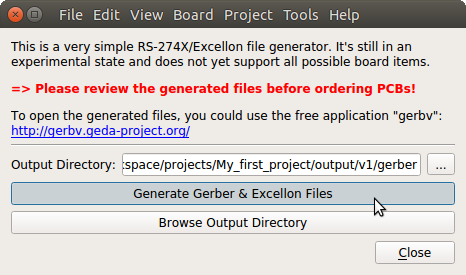 File Edit View Board Project Tools Help
This is a very simple RS-274X/Excellon file generator. It's still in an
experimental state and does not yet support all possible board items.
=> Please review the generated files before ordering PCBs!
To open the generated files, you could use the free application "gerbv":
http://gerbv.geda-project.org/
Output Directory: :space/projects/My_first_project/output/v1/gerber ...
Generate Gerber & Excellon Files
Browse Output Directory
Close